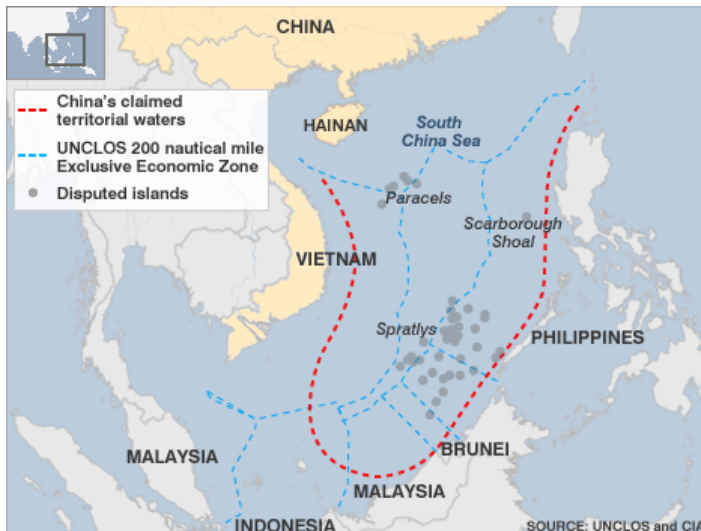 CHINA
China's claimed
territorial waters
UNCLOS 200 nautical mile
Exclusive Economic Zone
Disputed islands
HAINAN
South
China Sea
Paracels
Scarborough
Shoal
VIETNAM
Spratlys
PHILIPPINES
MALAYSIA
BRUNEI
MALAYSIA
INDONESIA
SOURCE: UNCLOS and CIA